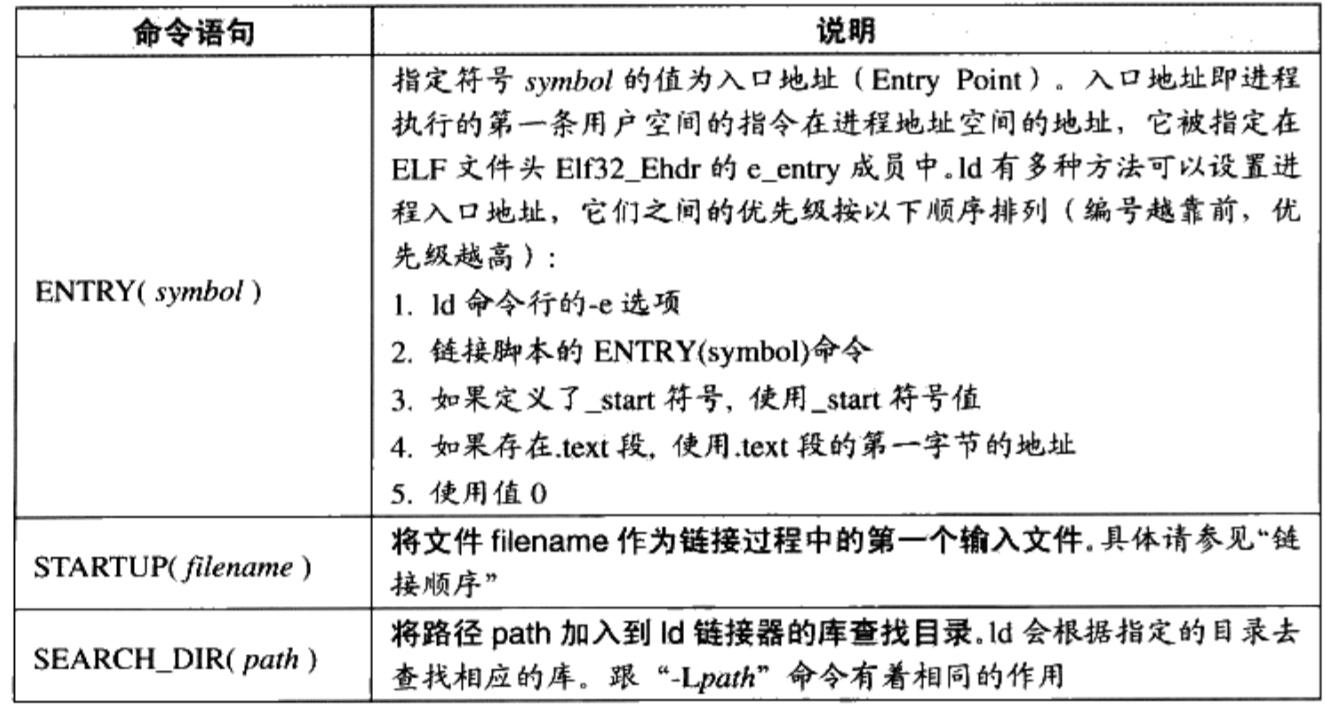 命令语句
说明
ENTRY( symbol )
指定符号 symbol 的值为入口地址（Entry Point）。入口地址即进程
执行的第一条用户空间的指令在进程地址空间的地址，它被指定在
ELF 文件头 Elf32_Ehdr 的 e_entry 成员中。ld 有多种方法可以设置进
程入口地址，它们之间的优先级按以下顺序排列（编号越靠前，优
先级越高）:
1. ld 命令行的-e 选项
2. 链接脚本的 ENTRY(symbol)命令
3. 如果定义了_start 符号, 使用_start 符号值
4. 如果存在.text 段, 使用.text 段的第一字节的地址
5. 使用值 0
STARTUP( filename )
将文件 filename 作为链接过程中的第一个输入文件。具体请参见“链
接顺序”
SEARCH_DIR( path )
将路径 path 加入到 ld 链接器的库查找目录。ld 会根据指定的目录去
查找相应的库。跟 “-Lpath” 命令有着相同的作用